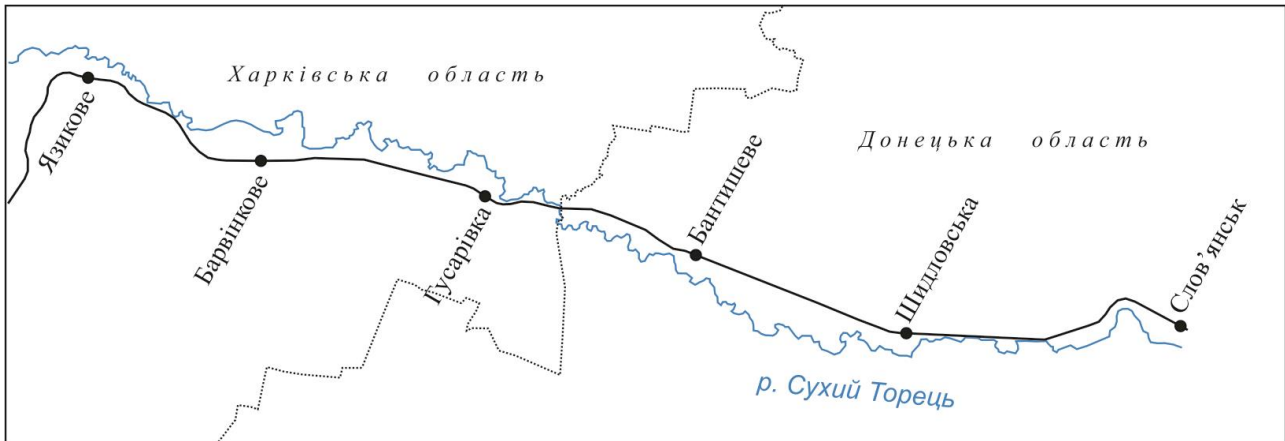 Харківська область
Донецька область
Язикове
Барвінкове
Гусарівка
Бантишеве
Шидловська
Слов’янськ
р. Сухий Торець